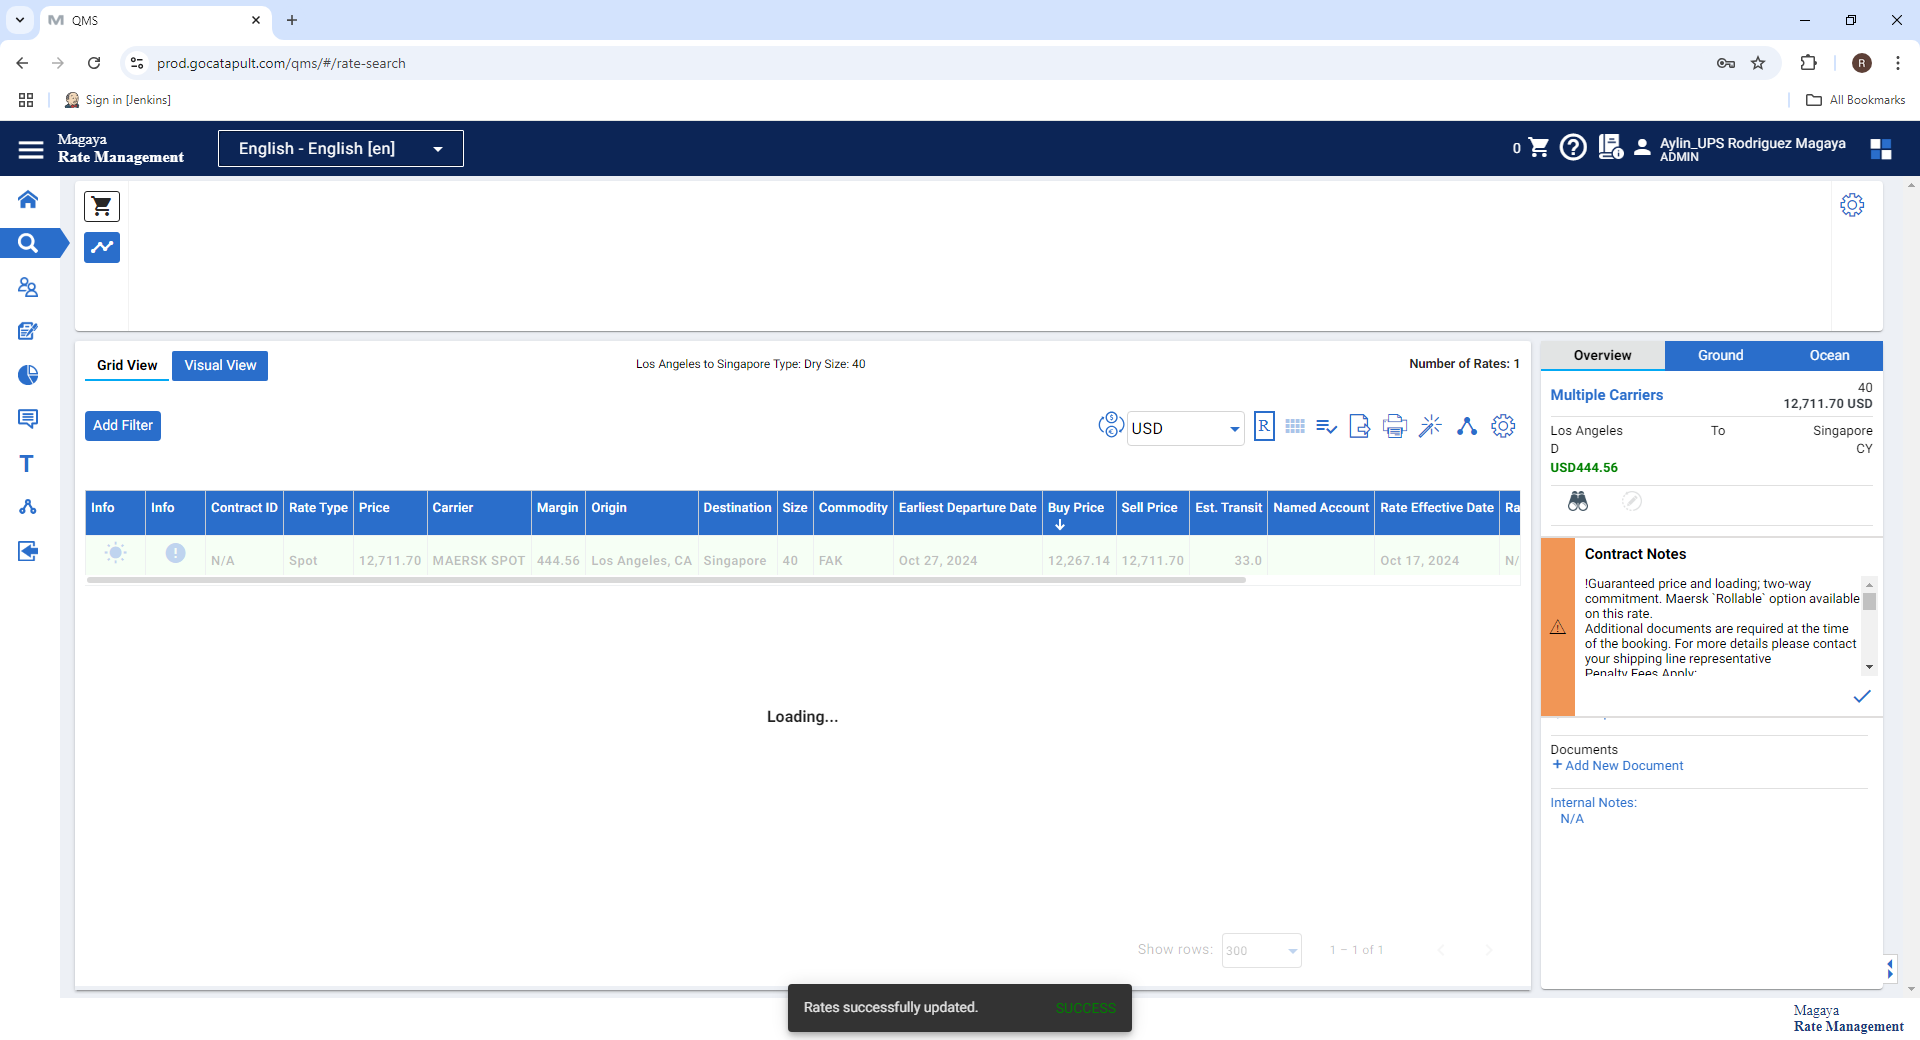 QMS
prod.gocatapult.com/qms/#/rate-search
R
Sign in [Jenkins]
All Bookmarks
Magaya
Rate Management
English - English [en]
0
Aylin_UPS Rodriguez Magaya
ADMIN
Grid View
Visual View
Los Angeles to Singapore Type: Dry Size: 40
Number of Rates: 1
Add Filter
USD
R
Info Info Contract ID Rate Type Price Carrier Margin Origin Destination Size Commodity Earliest Departure Date Buy Price Sell Price Est. Transit Named Account Rate Effective Date Ra
N/A Spot 12,711.70 MAERSK SPOT 444.56 Los Angeles, CA Singapore 40 FAK Oct 27, 2024 12,267.14 12,711.70 33.0 Oct 17, 2024 N/
Loading...
Show rows: 300 1 – 1 of 1
Overview Ground Ocean
Multiple Carriers
40
12,711.70 USD
Los Angeles To Singapore
D CY
USD444.56
Contract Notes
!Guaranteed price and loading; two-way
commitment. Maersk `Rollable` option available
on this rate.
Additional documents are required at the time
of the booking. For more details please contact
your shipping line representative
Penalty Fees Apply:
Documents
+ Add New Document
Internal Notes:
N/A
Rates successfully updated. SUCCESS
Magaya
Rate Management